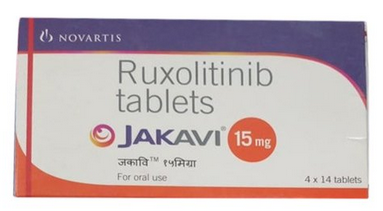 NOVARTIS
Ruxolitinib
tablets
JAKAVI® 15 mg
जकावि™ १५मिग्रा
For oral use
4 x 14 tablets